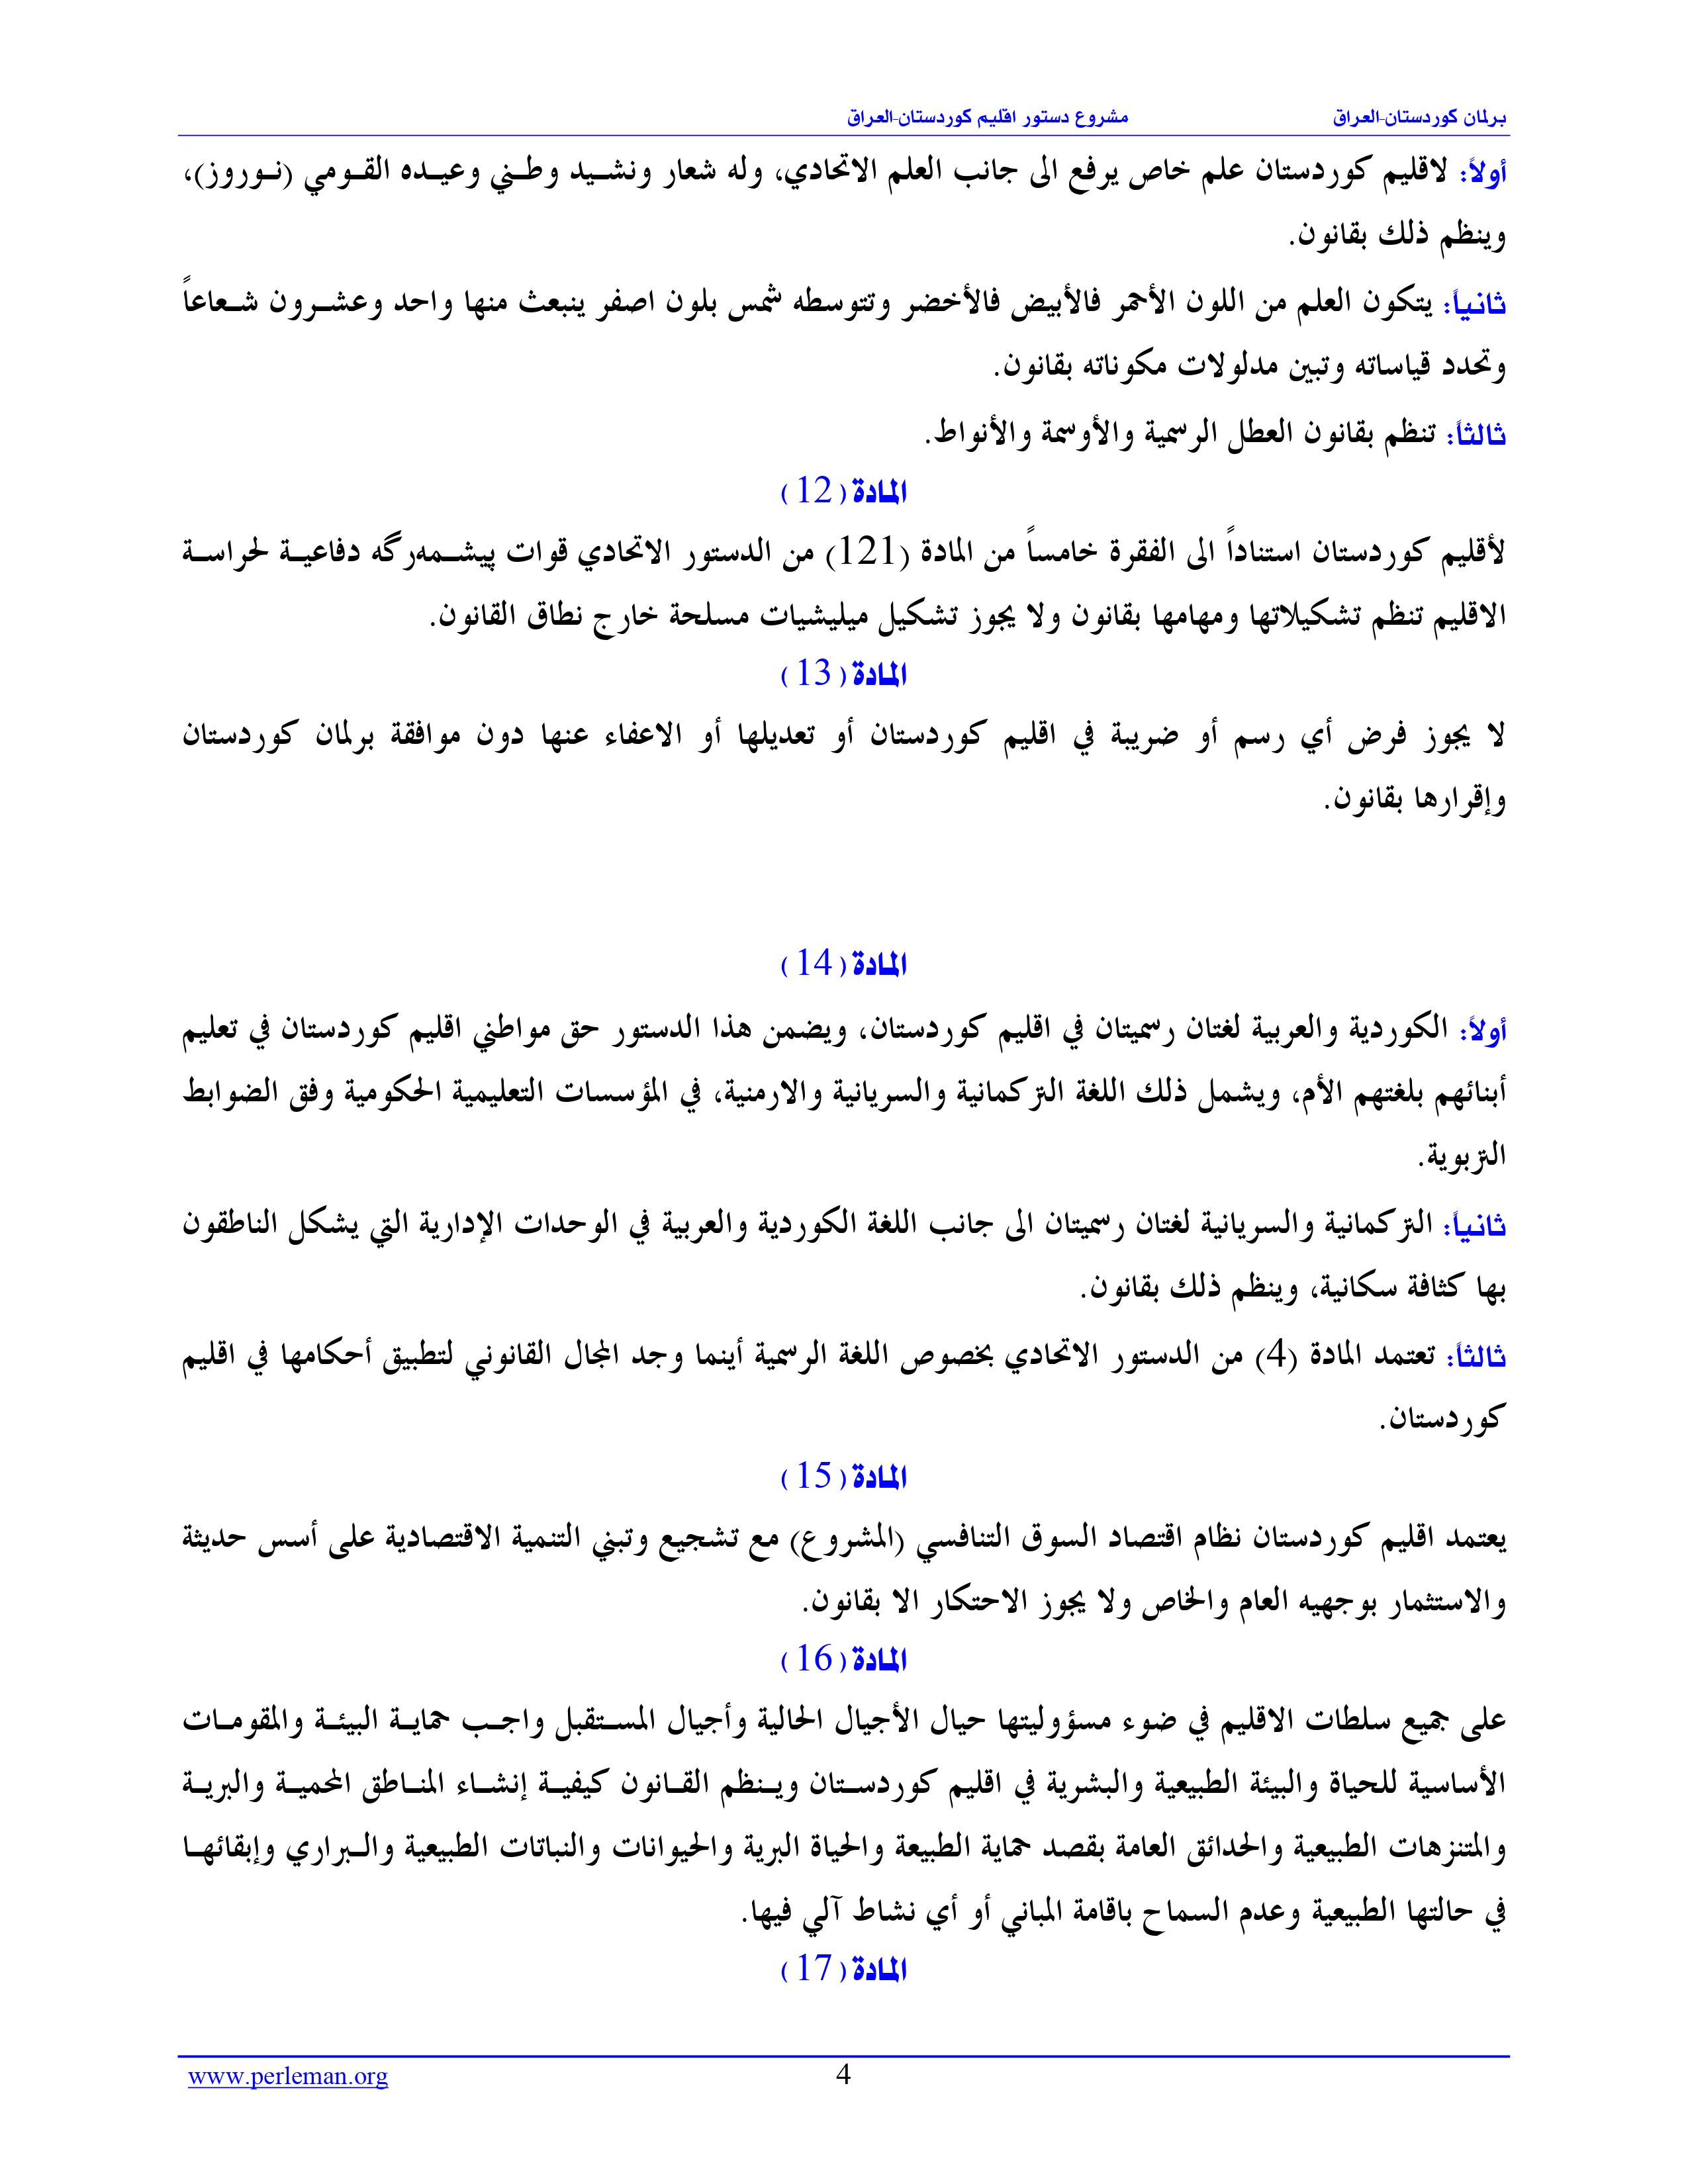 برلمان كوردستان-العراق مشروع دستور اقليم كوردستان-العراق
أولاً: لاقليم كوردستان علم خاص يرفع الى جانب العلم الاتحادي، وله شعار ونشيد وطني وعيده القومي (نوروز)،
وينظم ذلك بقانون.
ثانياً: يتكون العلم من اللون الأحمر فالأبيض فالأخضر وتتوسطه شمس بلون اصفر ينبعث منها واحد وعشرون شعاعاً
وتحدد قياساته وتبين مدلولات مكوناته بقانون.
ثالثاً: تنظم بقانون العطل الرسمية والأوسمة والأنواط.
المادة (12)
لأقليم كوردستان استناداً الى الفقرة خامساً من المادة (121) من الدستور الاتحادي قوات پيشمهرگه دفاعية لحراسة
الاقليم تنظم تشكيلاتها ومهامها بقانون ولا يجوز تشكيل ميليشيات مسلحة خارج نطاق القانون.
المادة (13)
لا يجوز فرض أي رسم أو ضريبة في اقليم كوردستان أو تعديلها أو الاعفاء عنها دون موافقة برلمان كوردستان
وإقرارها بقانون.
المادة (14)
أولاً: الكوردية والعربية لغتان رسميتان في اقليم كوردستان، ويضمن هذا الدستور حق مواطني اقليم كوردستان في تعليم
أبنائهم بلغتهم الأم، ويشمل ذلك اللغة التركمانية والسريانية والارمنية، في المؤسسات التعليمية الحكومية وفق الضوابط
التربوية.
ثانياً: التركمانية والسريانية لغتان رسميتان الى جانب اللغة الكوردية والعربية في الوحدات الإدارية التي يشكل الناطقون
بها كثافة سكانية، وينظم ذلك بقانون.
ثالثاً: تعتمد المادة (4) من الدستور الاتحادي بخصوص اللغة الرسمية أينما وجد المجال القانوني لتطبيق أحكامها في اقليم
كوردستان.
المادة (15)
يعتمد اقليم كوردستان نظام اقتصاد السوق التنافسي (المشروع) مع تشجيع وتبني التنمية الاقتصادية على أسس حديثة
والاستثمار بوجهيه العام والخاص ولا يجوز الاحتكار الا بقانون.
المادة (16)
على جميع سلطات الاقليم في ضوء مسؤوليتها حيال الأجيال الحالية وأجيال المستقبل واجب حماية البيئة والمقومات
الأساسية للحياة والبيئة الطبيعية والبشرية في اقليم كوردستان وينظم القانون كيفية إنشاء المناطق المحمية والبرية
والمتنزهات الطبيعية والحدائق العامة بقصد حماية الطبيعة والحياة البرية والحيوانات والنباتات الطبيعية والبراري وإبقائها
في حالتها الطبيعية وعدم السماح باقامة المباني أو أي نشاط آلي فيها.
المادة (17)
www.perleman.org 4